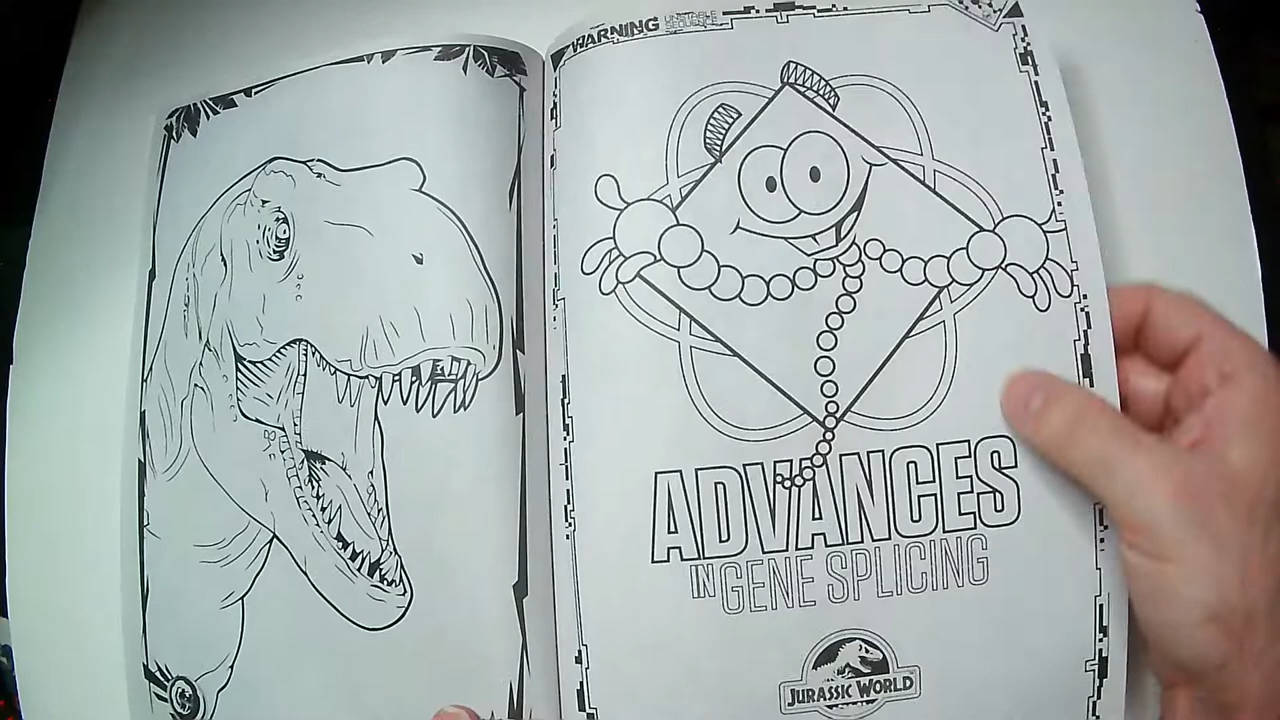 WARNING
UNSTABLE
SEQUENCE
ADVANCES
IN GENE SPLICING
JURASSIC WORLD